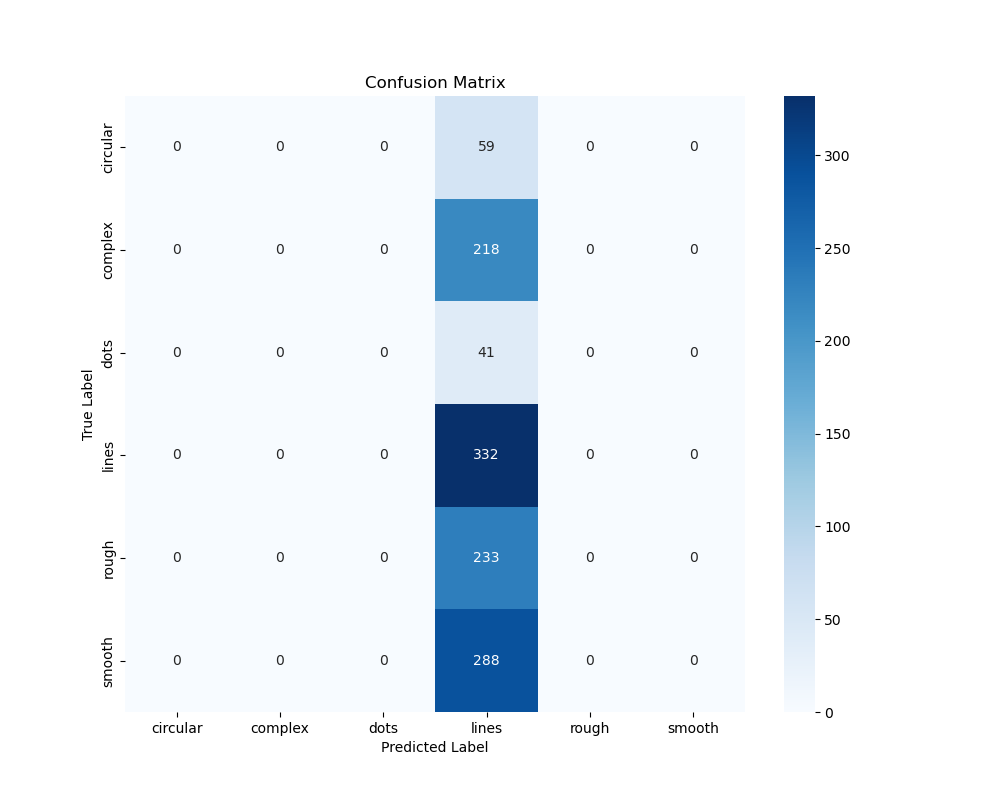 Confusion Matrix
True Label
circular 0 0 0 59 0 0
complex 0 0 0 218 0 0
dots 0 0 0 41 0 0
lines 0 0 0 332 0 0
rough 0 0 0 233 0 0
smooth 0 0 0 288 0 0
circular complex dots lines rough smooth
Predicted Label
300
250
200
150
100
50
0